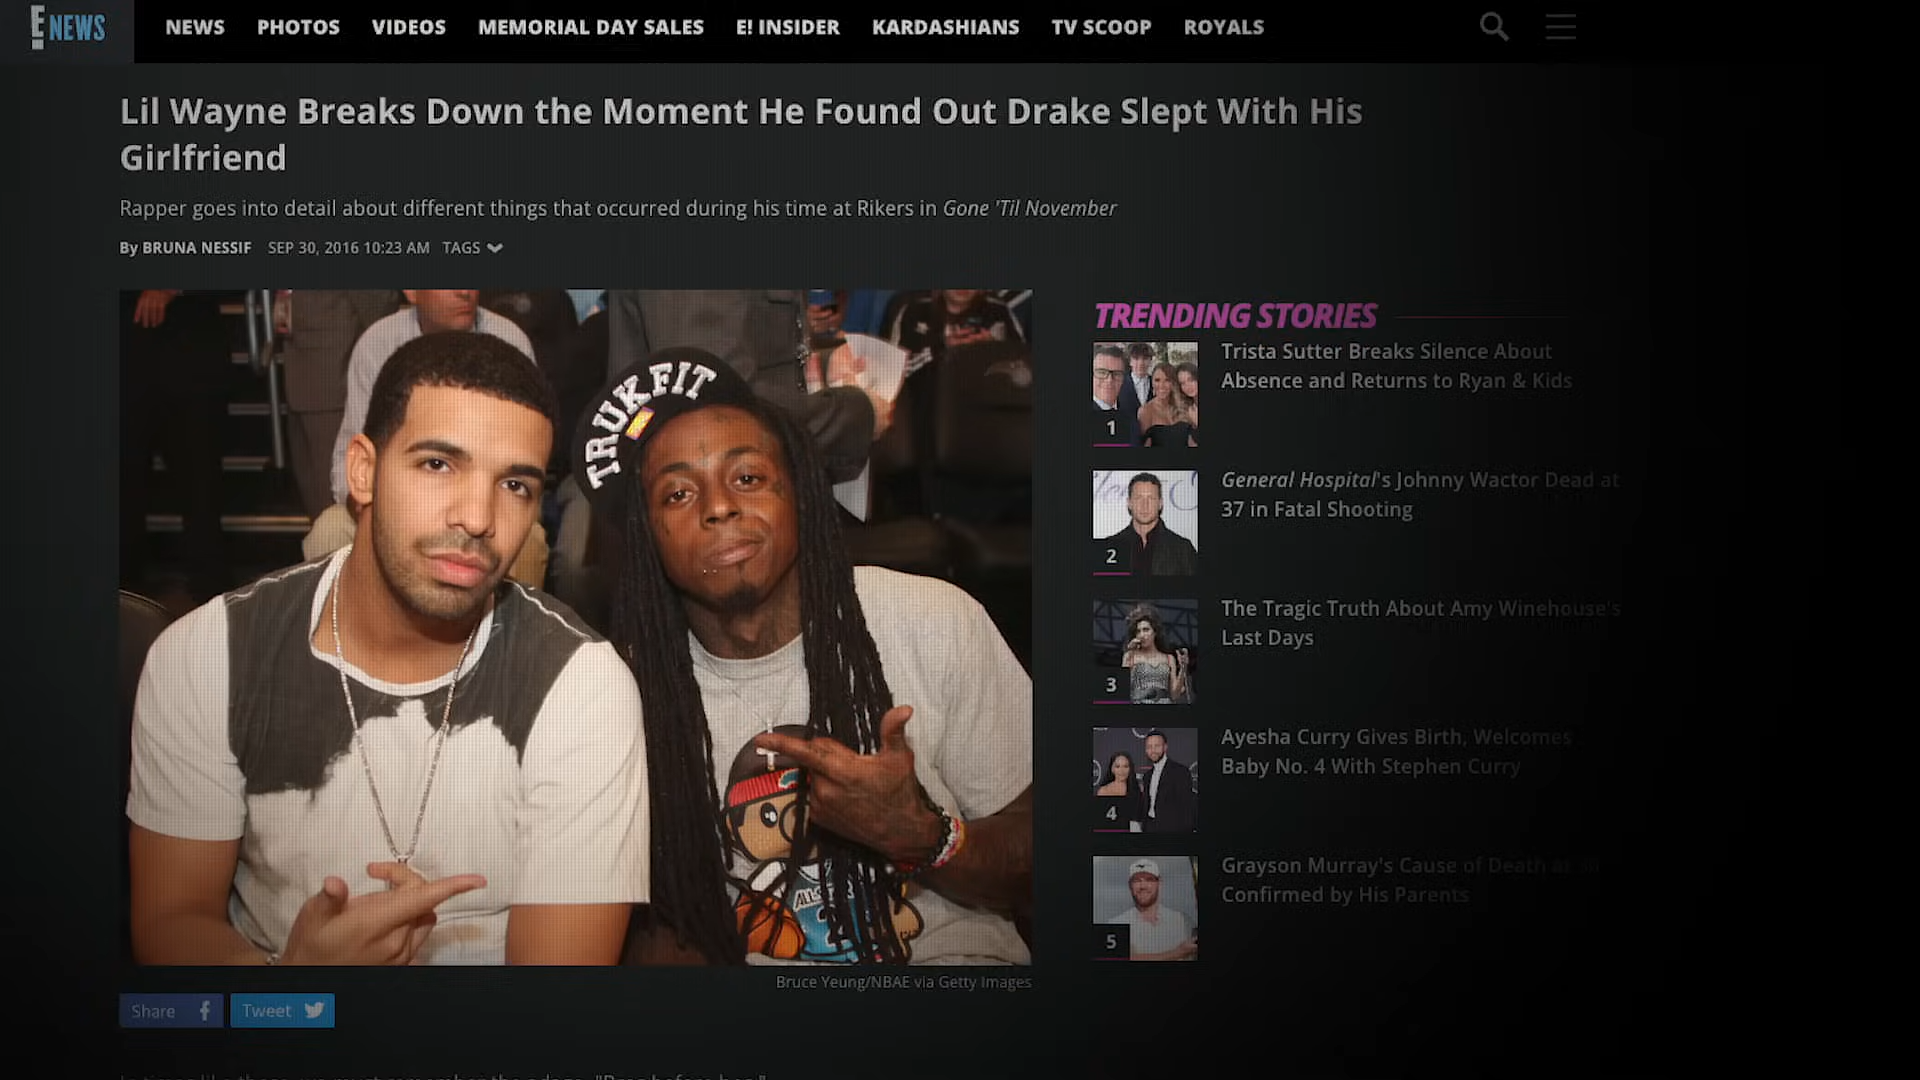 E! NEWS
NEWS PHOTOS VIDEOS MEMORIAL DAY SALES E! INSIDER KARDASHIANS TV SCOOP ROYALS
Lil Wayne Breaks Down the Moment He Found Out Drake Slept With His
Girlfriend
Rapper goes into detail about different things that occurred during his time at Rikers in Gone 'Til November
By BRUNA NESSIF SEP 30, 2016 10:23 AM TAGS
TRUKFIT
ALL-
TRENDING STORIES
1
Trista Sutter Breaks Silence About
Absence and Returns to Ryan & Kids
2
General Hospital's Johnny Wactor Dead at
37 in Fatal Shooting
3
The Tragic Truth About Amy Winehouse's
Last Days
4
Ayesha Curry Gives Birth, Welcomes
Baby No. 4 With Stephen Curry
5
Grayson Murray's Cause of Death at
Confirmed by His Parents
Bruce Yeung/NBAE via Getty Images
Share
Tweet